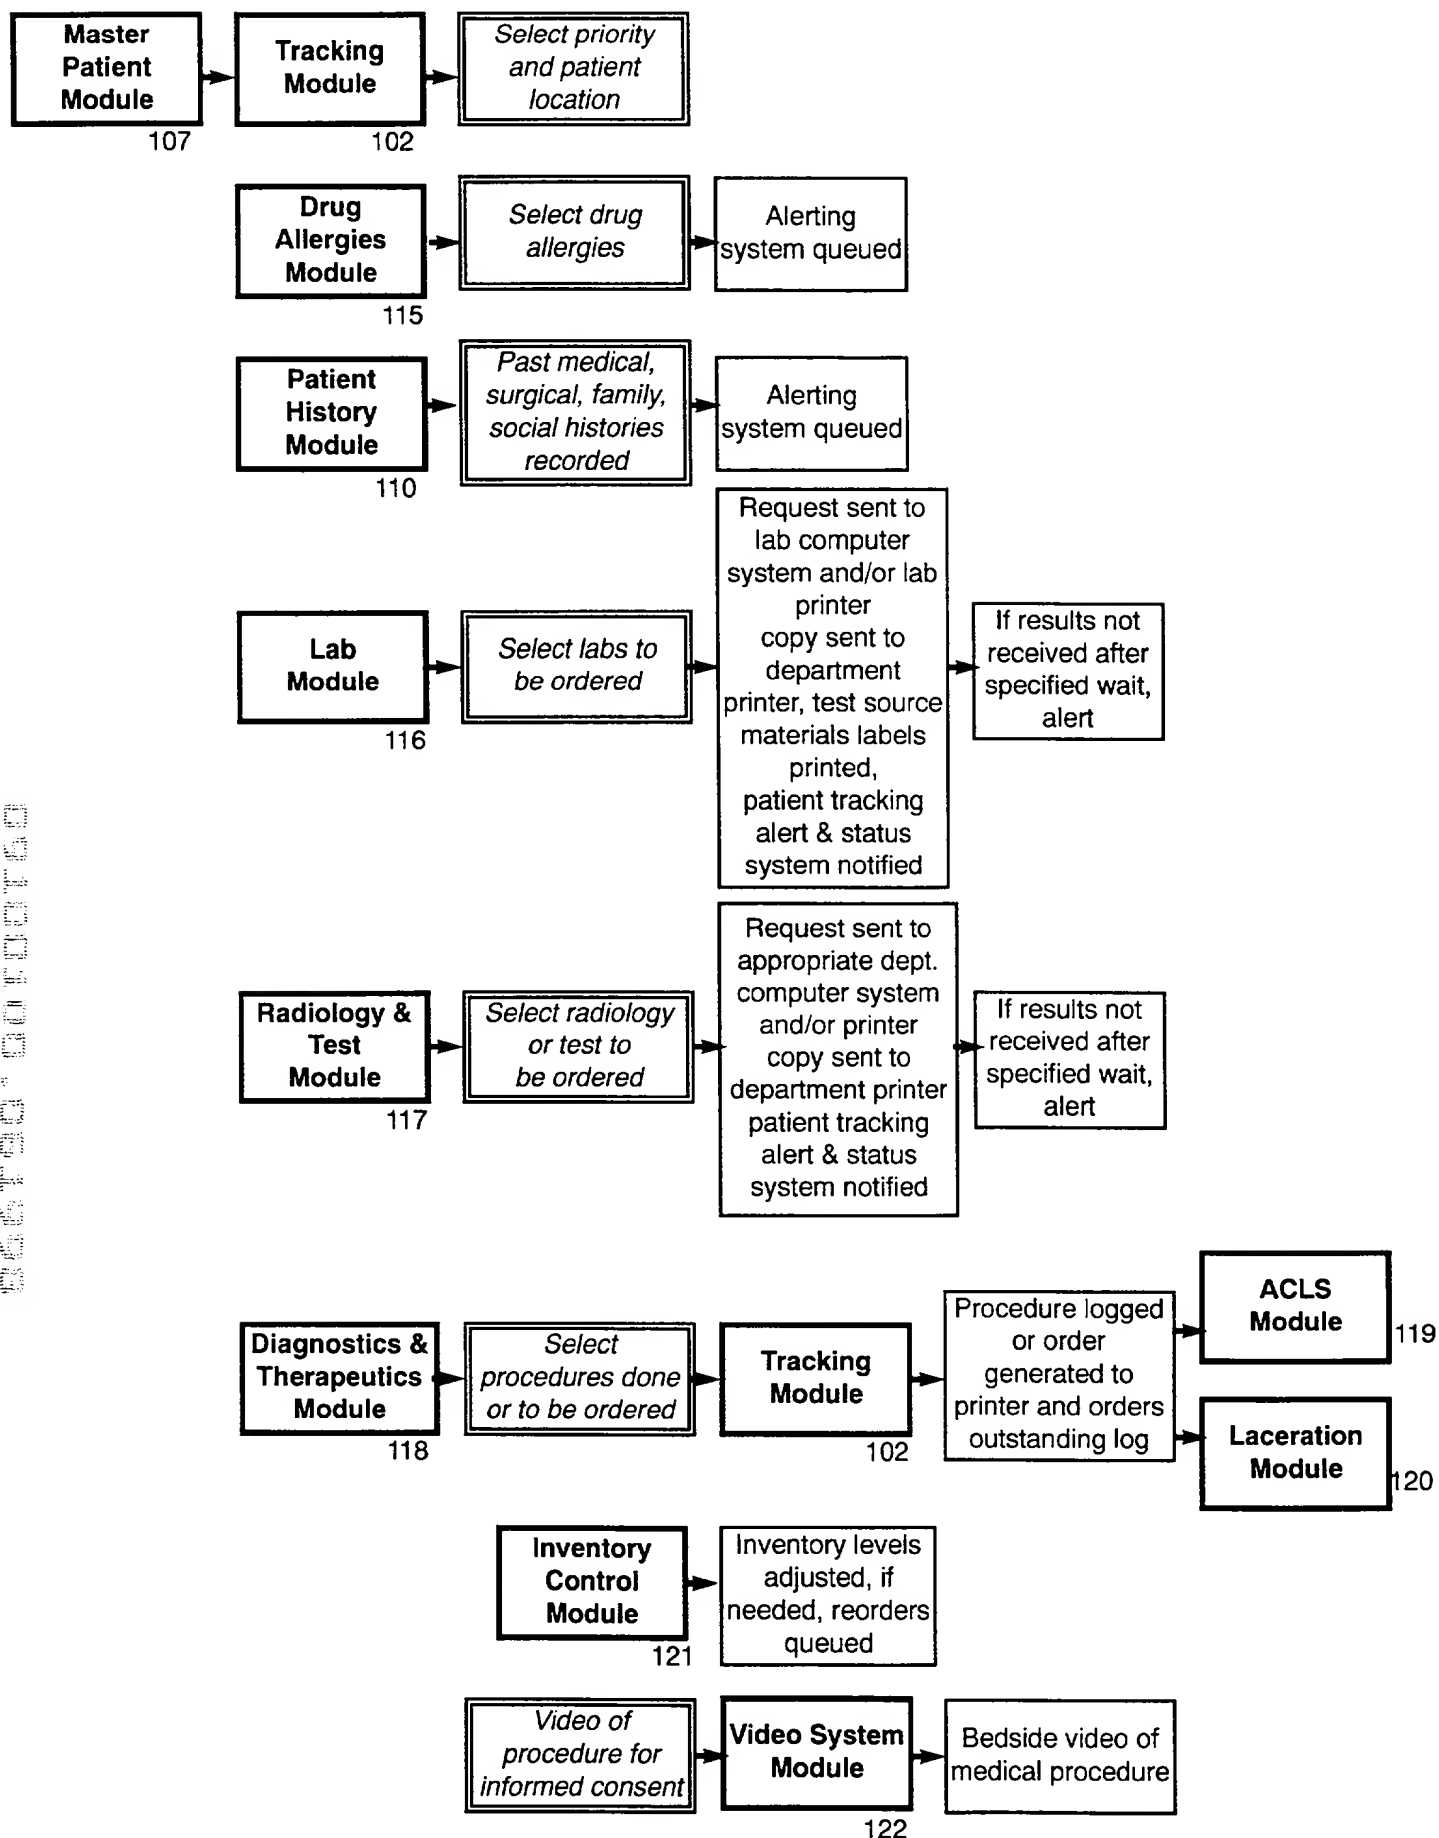 Master
Patient
Module
107
Tracking
Module
102
Select priority
and patient
location
Drug
Allergies
Module
115
Select drug
allergies
Alerting
system queued
Patient
History
Module
110
Past medical,
surgical, family,
social histories
recorded
Alerting
system queued
Lab
Module
116
Select labs to
be ordered
Request sent to
lab computer
system and/or lab
printer
copy sent to
department
printer, test source
materials labels
printed,
patient tracking
alert & status
system notified
If results not
received after
specified wait,
alert
Radiology &
Test
Module
117
Select radiology
or test to
be ordered
Request sent to
appropriate dept.
computer system
and/or printer
copy sent to
department printer
patient tracking
alert & status
system notified
If results not
received after
specified wait,
alert
Diagnostics &
Therapeutics
Module
118
Select
procedures done
or to be ordered
Tracking
Module
102
Procedure logged
or order
generated to
printer and orders
outstanding log
ACLS
Module
119
Laceration
Module
120
Inventory
Control
Module
121
Inventory levels
adjusted, if
needed, reorders
queued
Video of
procedure for
informed consent
Video System
Module
122
Bedside video of
medical procedure